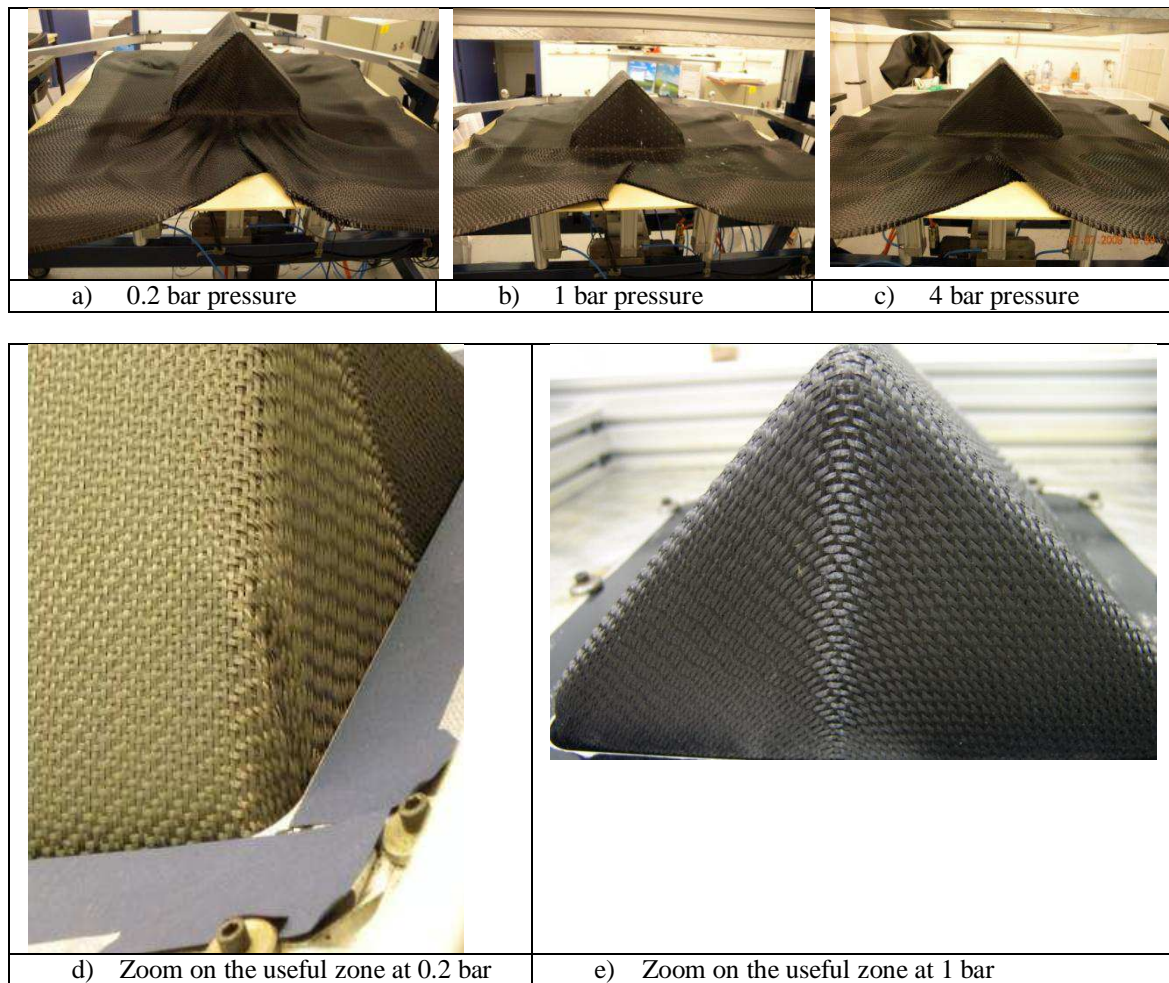 a) 0.2 bar pressure
b) 1 bar pressure
c) 4 bar pressure
d) Zoom on the useful zone at 0.2 bar
e) Zoom on the useful zone at 1 bar